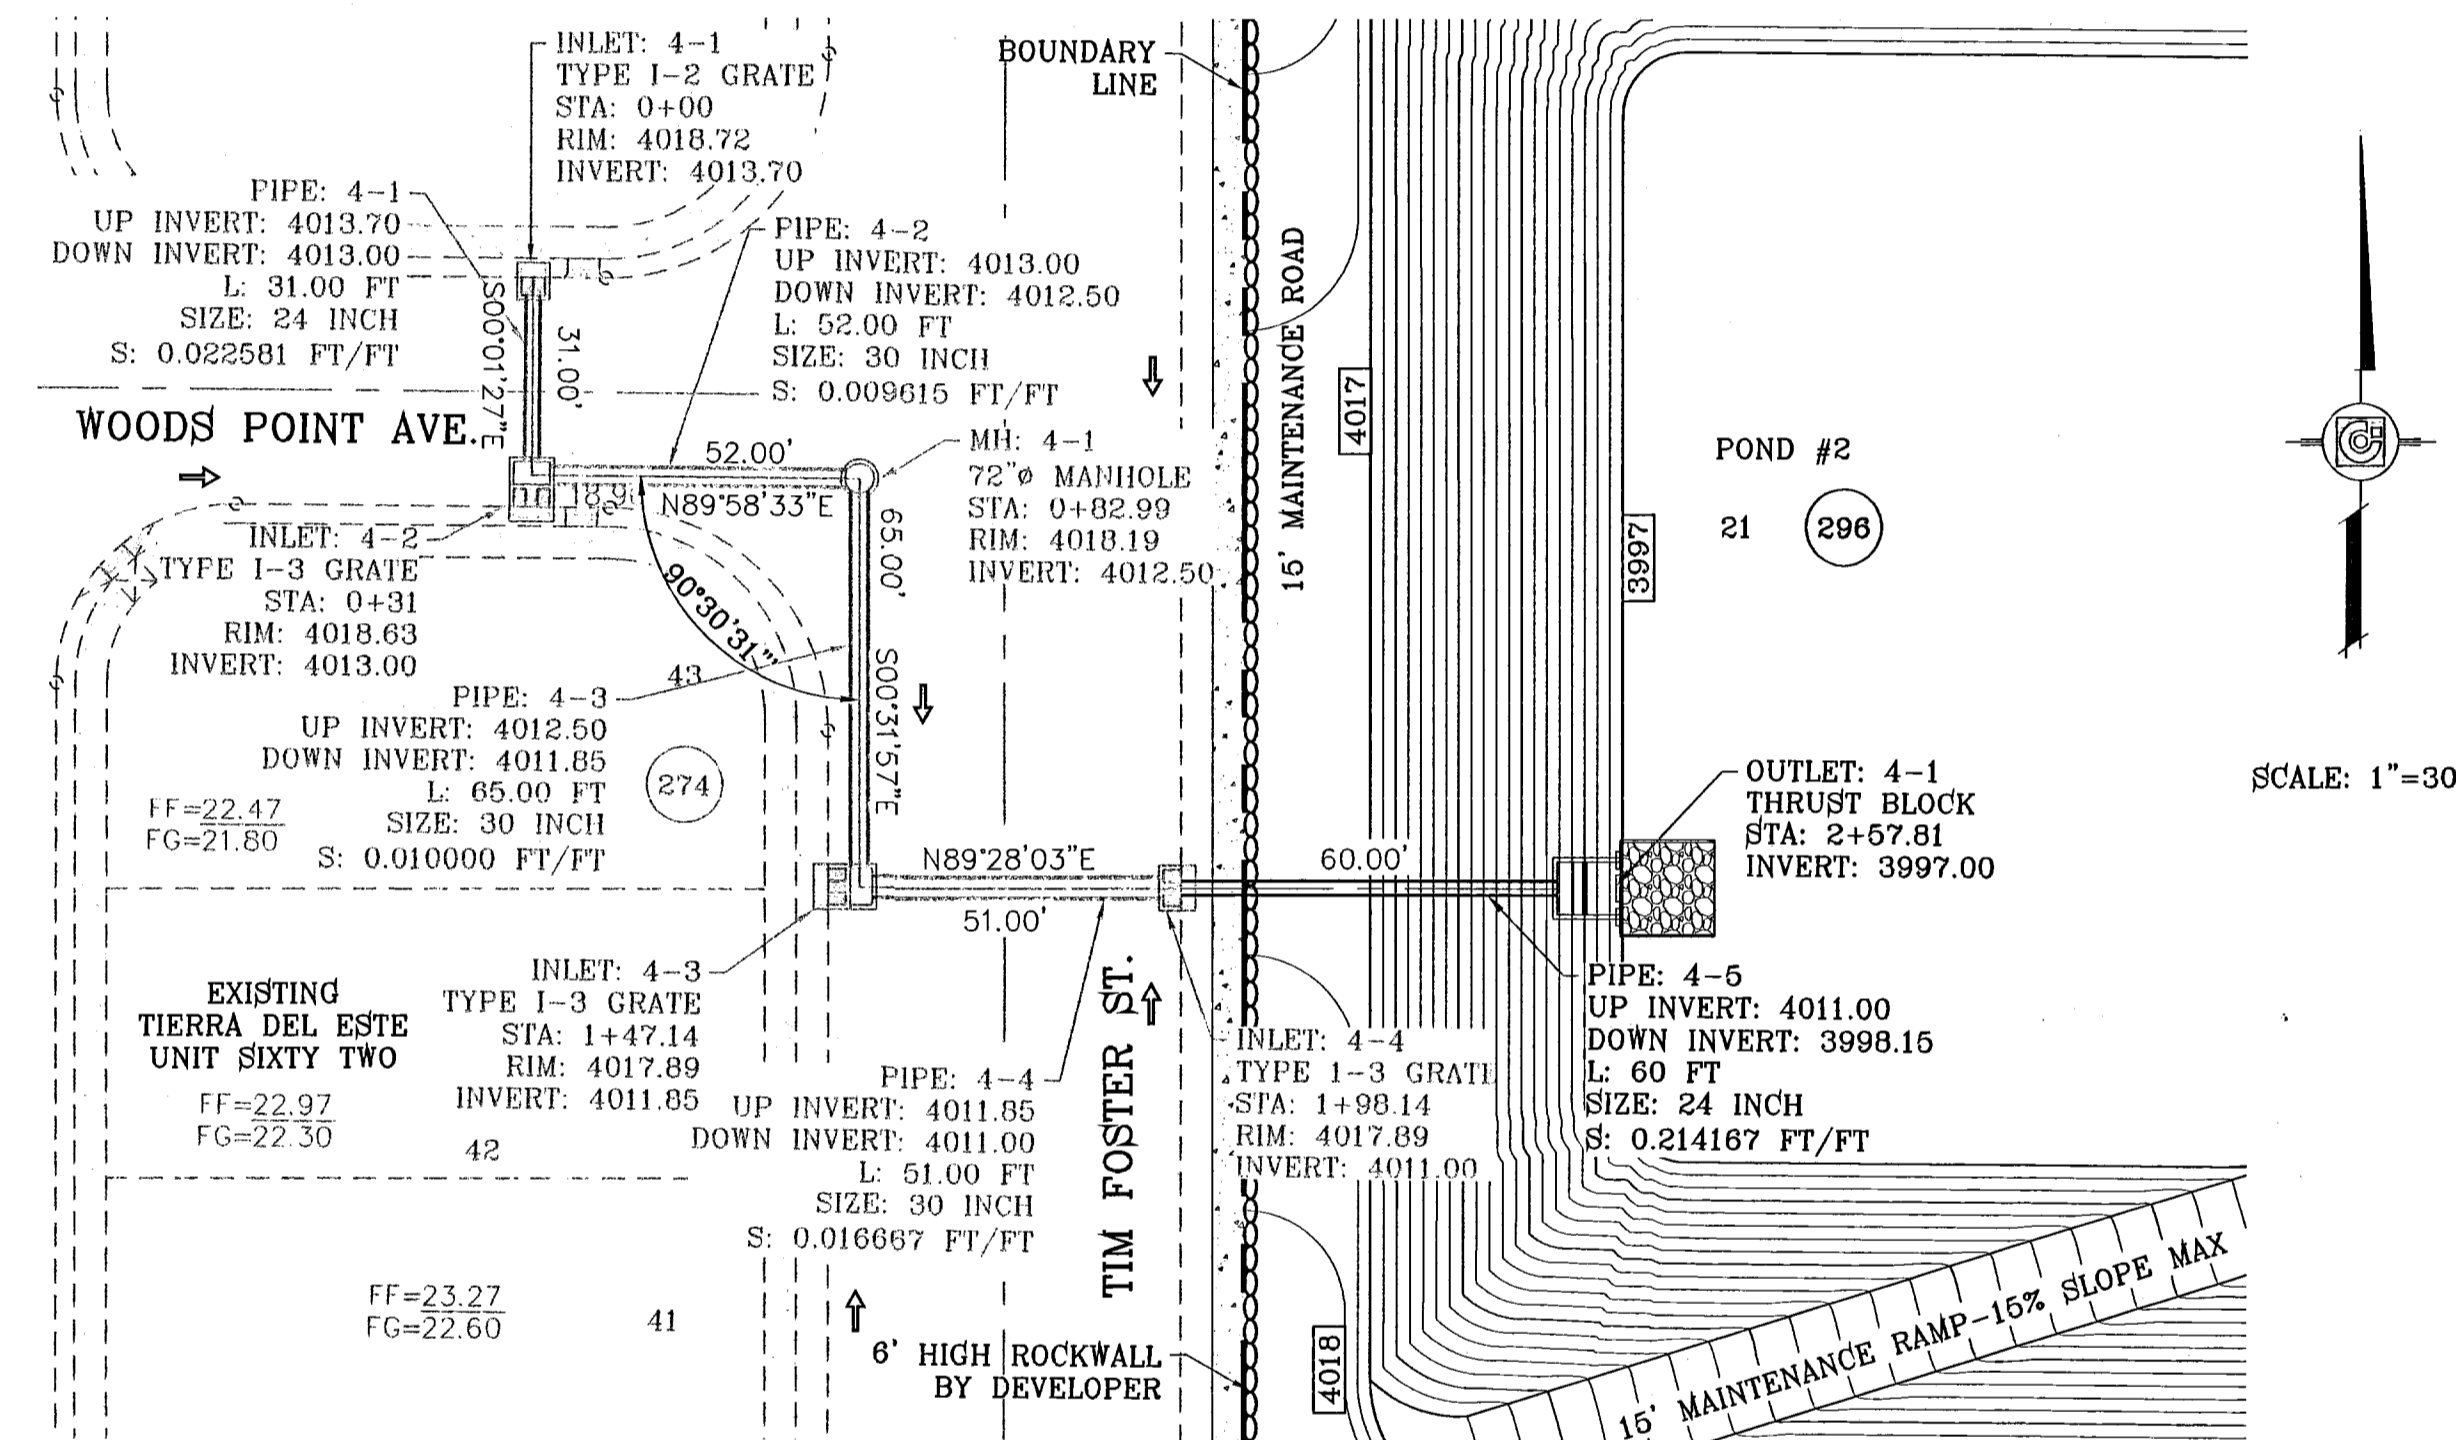 INLET: 4-1
TYPE I-2 GRATE
STA: 0+00
RIM: 4018.72
INVERT: 4013.70
BOUNDARY
LINE
PIPE: 4-1
UP INVERT: 4013.70
DOWN INVERT: 4013.00
L: 31.00 FT
SIZE: 24 INCH
S: 0.022581 FT/FT
S00°01'27"E
31.00'
PIPE: 4-2
UP INVERT: 4013.00
DOWN INVERT: 4012.50
L: 52.00 FT
SIZE: 30 INCH
S: 0.009615 FT/FT
15' MAINTENANCE ROAD
4017
WOODS POINT AVE.
52.00'
N89°58'33"E
MH: 4-1
72"ø MANHOLE
STA: 0+82.99
RIM: 4018.19
INVERT: 4012.50
POND #2
21
296
3997
INLET: 4-2
TYPE I-3 GRATE
STA: 0+31
RIM: 4018.63
INVERT: 4013.00
90°30'31"
65.00'
S00°31'57"E
43
PIPE: 4-3
UP INVERT: 4012.50
DOWN INVERT: 4011.85
L: 65.00 FT
SIZE: 30 INCH
S: 0.010000 FT/FT
274
FF=22.47
FG=21.80
OUTLET: 4-1
THRUST BLOCK
STA: 2+57.81
INVERT: 3997.00
SCALE: 1"=30
N89°28'03"E
51.00'
60.00'
INLET: 4-3
TYPE I-3 GRATE
STA: 1+47.14
RIM: 4017.89
INVERT: 4011.85
EXISTING
TIERRA DEL ESTE
UNIT SIXTY TWO
FF=22.97
FG=22.30
42
PIPE: 4-4
UP INVERT: 4011.85
DOWN INVERT: 4011.00
L: 51.00 FT
SIZE: 30 INCH
S: 0.016667 FT/FT
TIM FOSTER ST.
INLET: 4-4
TYPE 1-3 GRATE
STA: 1+98.14
RIM: 4017.89
INVERT: 4011.00
PIPE: 4-5
UP INVERT: 4011.00
DOWN INVERT: 3998.15
L: 60 FT
SIZE: 24 INCH
S: 0.214167 FT/FT
FF=23.27
FG=22.60
41
6' HIGH ROCKWALL
BY DEVELOPER
4018
15' MAINTENANCE RAMP-15% SLOPE MAX